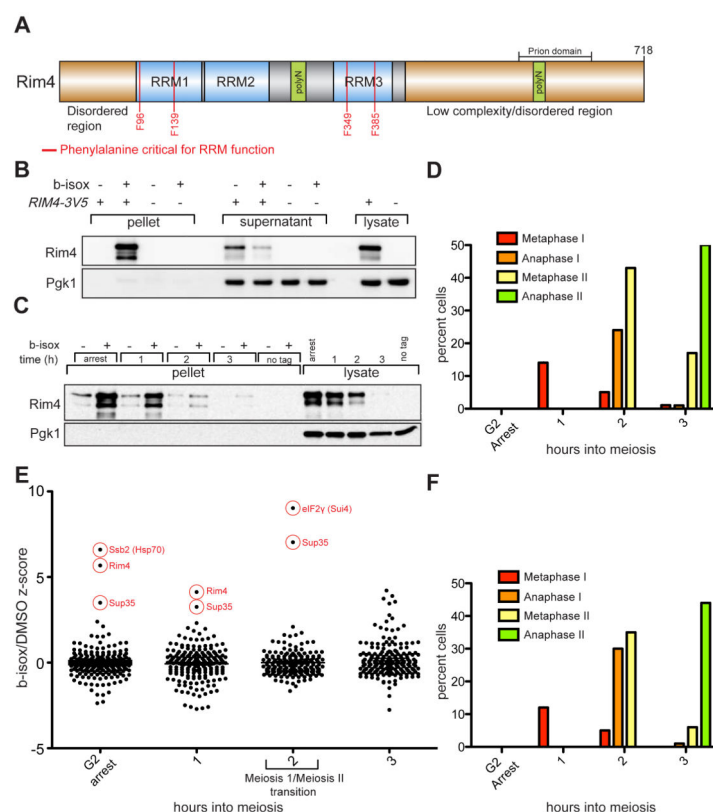 A
Prion domain
718
Rim4
RRM1
RRM2
polyN
RRM3
polyN
Disordered
region
F96
F139
F349
F385
Low complexity/disordered region
Phenylalanine critical for RRM function
B
b-isox - + - + - + - + 
RIM4-3V5 + + - - + + - - + -
pellet supernatant lysate
Rim4
Pgk1
C
b-isox - + - + - + - + - +
time (h) arrest 1 2 3 no tag arrest 1 2 3 no tag
pellet lysate
Rim4
Pgk1
D
Metaphase I
Anaphase I
Metaphase II
Anaphase II
percent cells
50
40
30
20
10
0
G2 Arrest 1 2 3
hours into meiosis
E
b-isox/DMSO z-score
10
5
0
-5
Ssb2 (Hsp70)
Rim4
Sup35
Rim4
Sup35
eIF2γ (Sui4)
Sup35
G2
arrest
1
2
3
Meiosis 1/Meiosis II
transition
hours into meiosis
F
Metaphase I
Anaphase I
Metaphase II
Anaphase II
percent cells
50
40
30
20
10
0
G2 Arrest 1 2 3
hours into meiosis